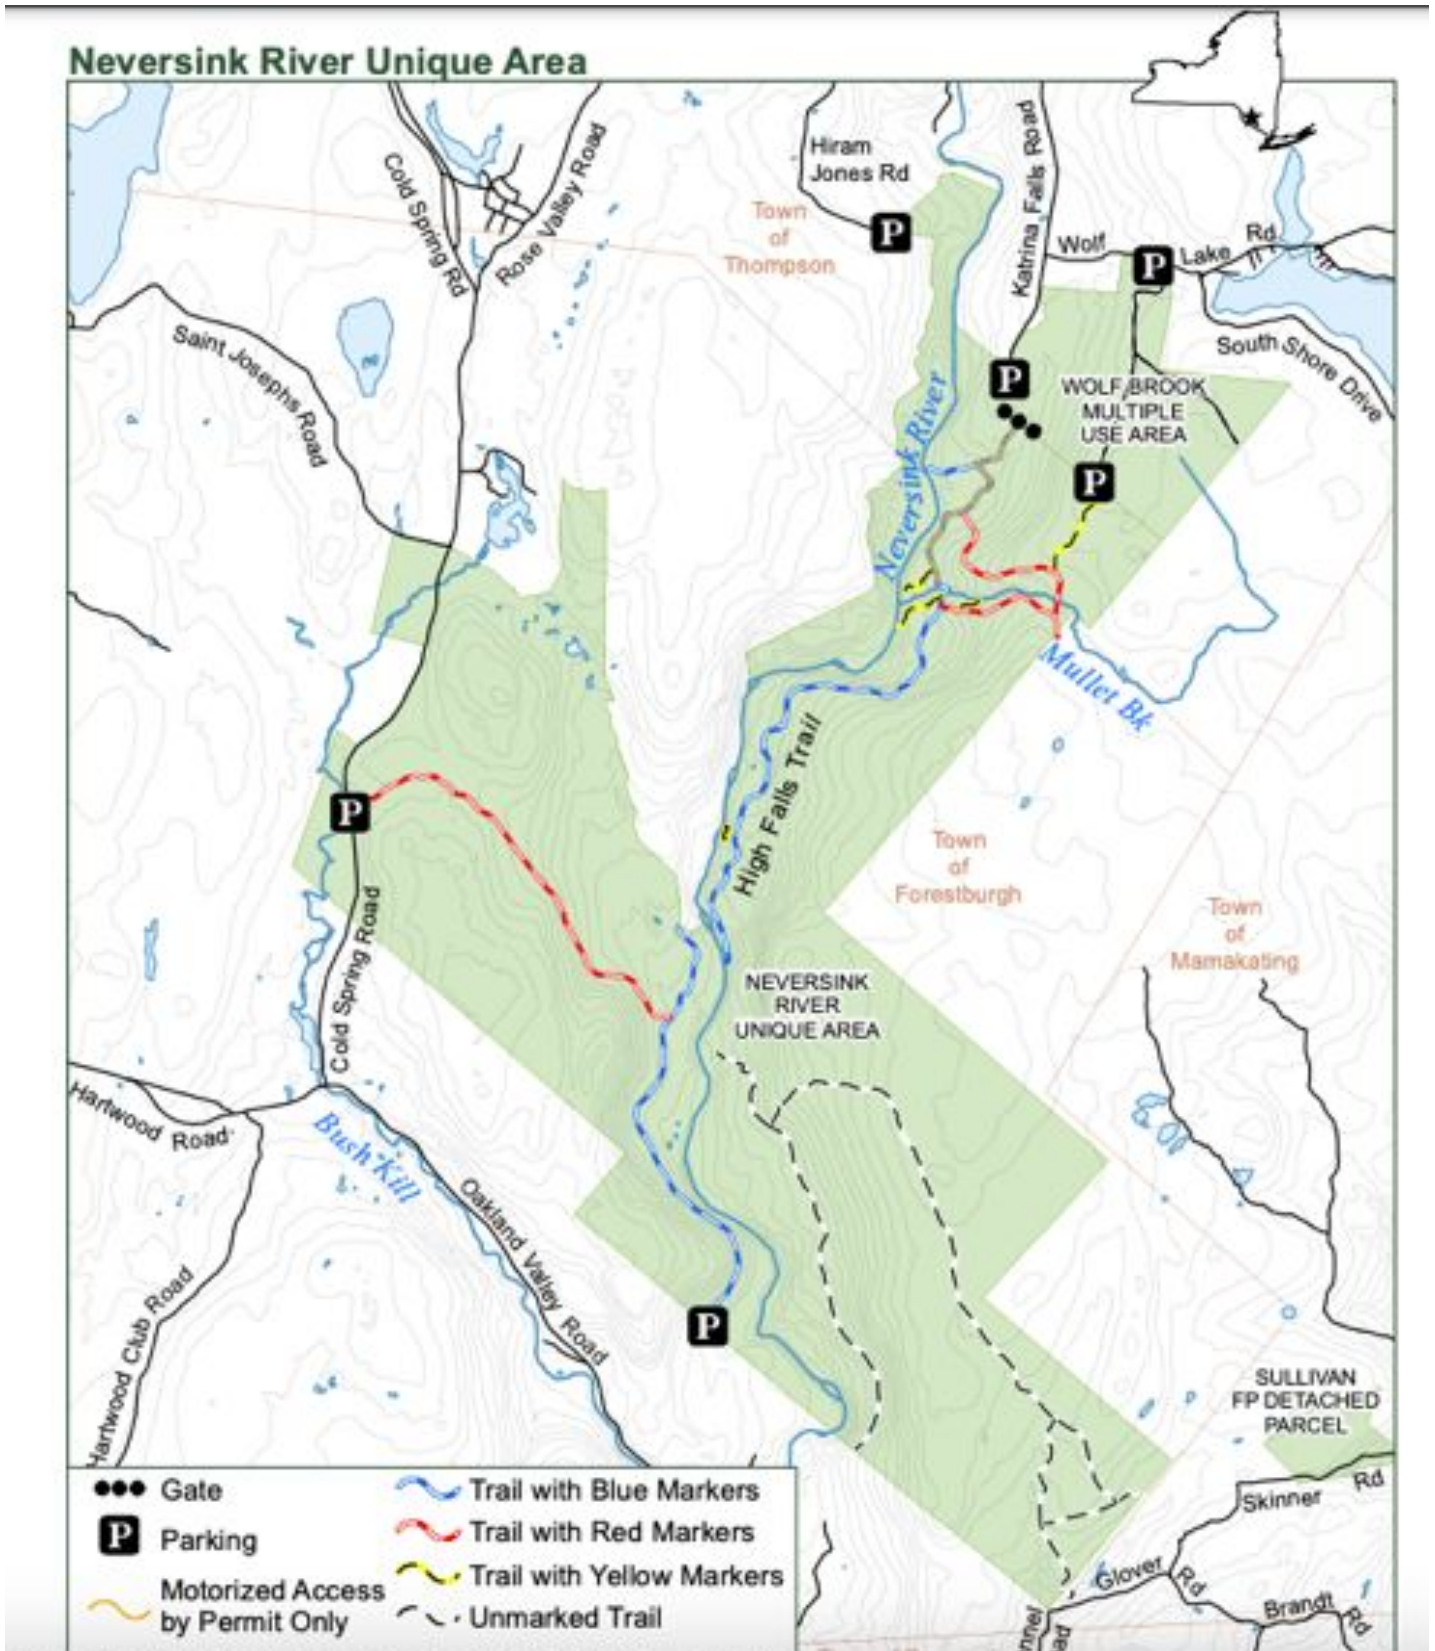 Neversink River Unique Area
Hiram
Jones Rd
Katrina Falls Road
Cold Spring Rd
Rose Valley Road
Town
of
Thompson
P
Wolf
Lake
Rd
P
Saint Josephs Road
South Shore Drive
P
WOLF BROOK
MULTIPLE
USE AREA
Neversink River
P
Mullet Bk
High Falls Trail
P
Town
of
Forestburgh
Town
of
Mamakating
Cold Spring Road
NEVERSINK
RIVER
UNIQUE AREA
Hartwood Road
Bush Kill
Oakland Valley Road
Hartwood Club Road
P
SULLIVAN
FP DETACHED
PARCEL
Skinner
Rd
Glover
Rd
Brandt
Rd
Gate
P Parking
Motorized Access
by Permit Only
Trail with Blue Markers
Trail with Red Markers
Trail with Yellow Markers
Unmarked Trail